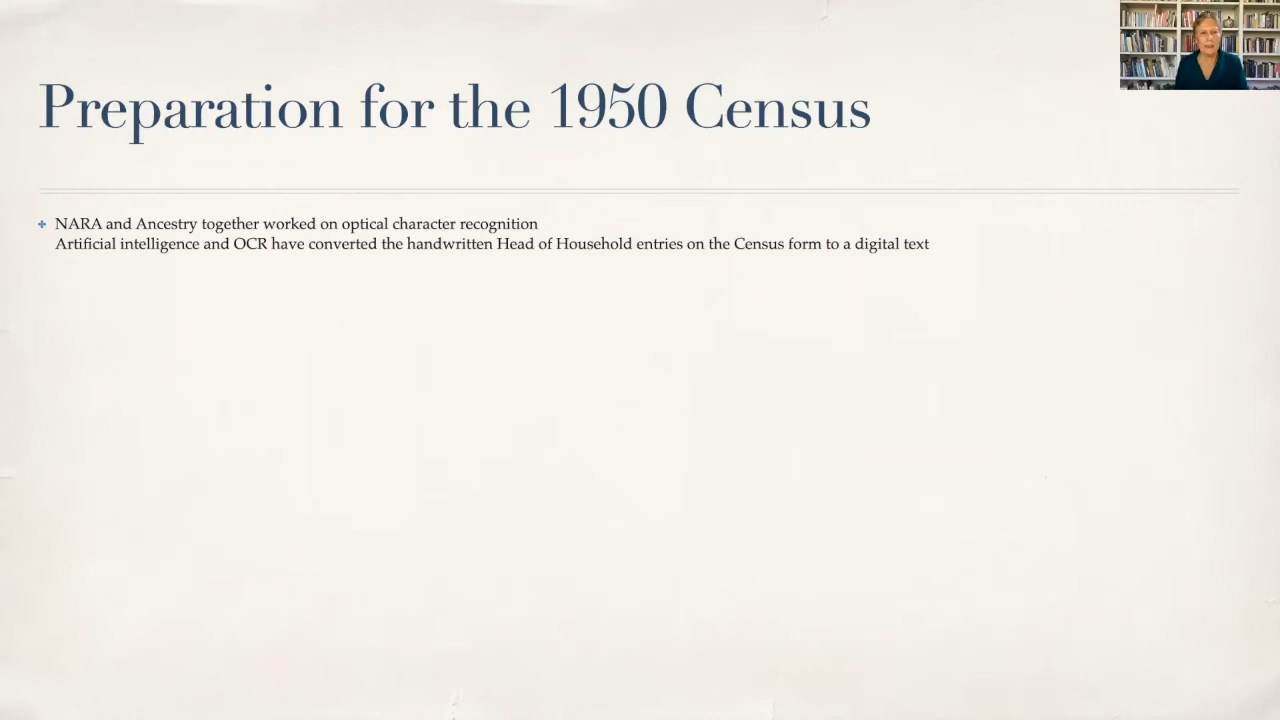 Preparation for the 1950 Census
NARA and Ancestry together worked on optical character recognition
Artificial intelligence and OCR have converted the handwritten Head of Household entries on the Census form to a digital text